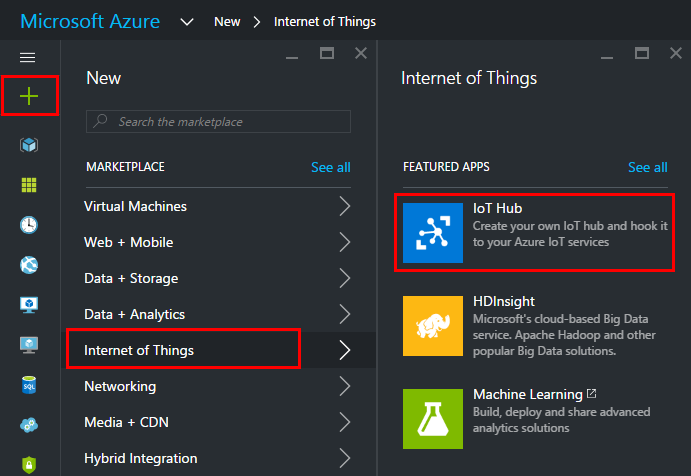 Microsoft Azure New > Internet of Things
New
Search the marketplace
MARKETPLACE See all
Virtual Machines
Web + Mobile
Data + Storage
Data + Analytics
Internet of Things
Networking
Media + CDN
Hybrid Integration
Internet of Things
FEATURED APPS See all
IoT Hub
Create your own IoT hub and hook it
to your Azure IoT services
HDInsight
Microsoft's cloud-based Big Data
service. Apache Hadoop and other
popular Big Data solutions.
Machine Learning
Build, deploy and share advanced
analytics solutions
SQL